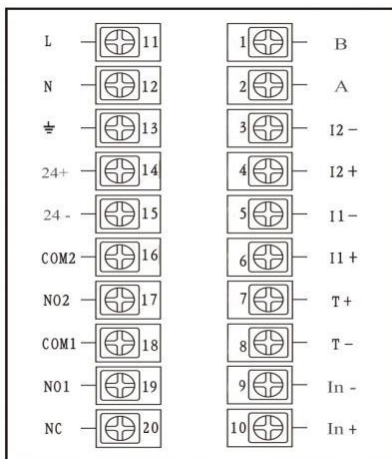 L 11 1 B
N 12 2 A
⏚ 13 3 I2-
24+ 14 4 I2+
24 - 15 5 I1-
COM2 16 6 I1+
NO2 17 7 T+
COM1 18 8 T-
NO1 19 9 In -
NC 20 10 In +